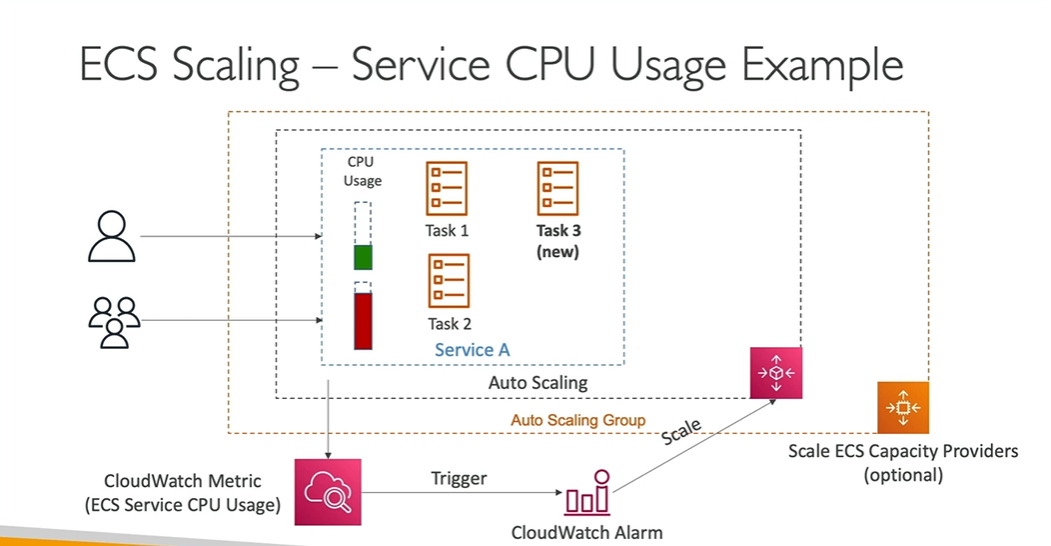 ECS Scaling – Service CPU Usage Example
CPU
Usage
Task 1
Task 3
(new)
Task 2
Service A
Auto Scaling
Auto Scaling Group
Scale
Scale ECS Capacity Providers
(optional)
CloudWatch Metric
(ECS Service CPU Usage)
Trigger
CloudWatch Alarm